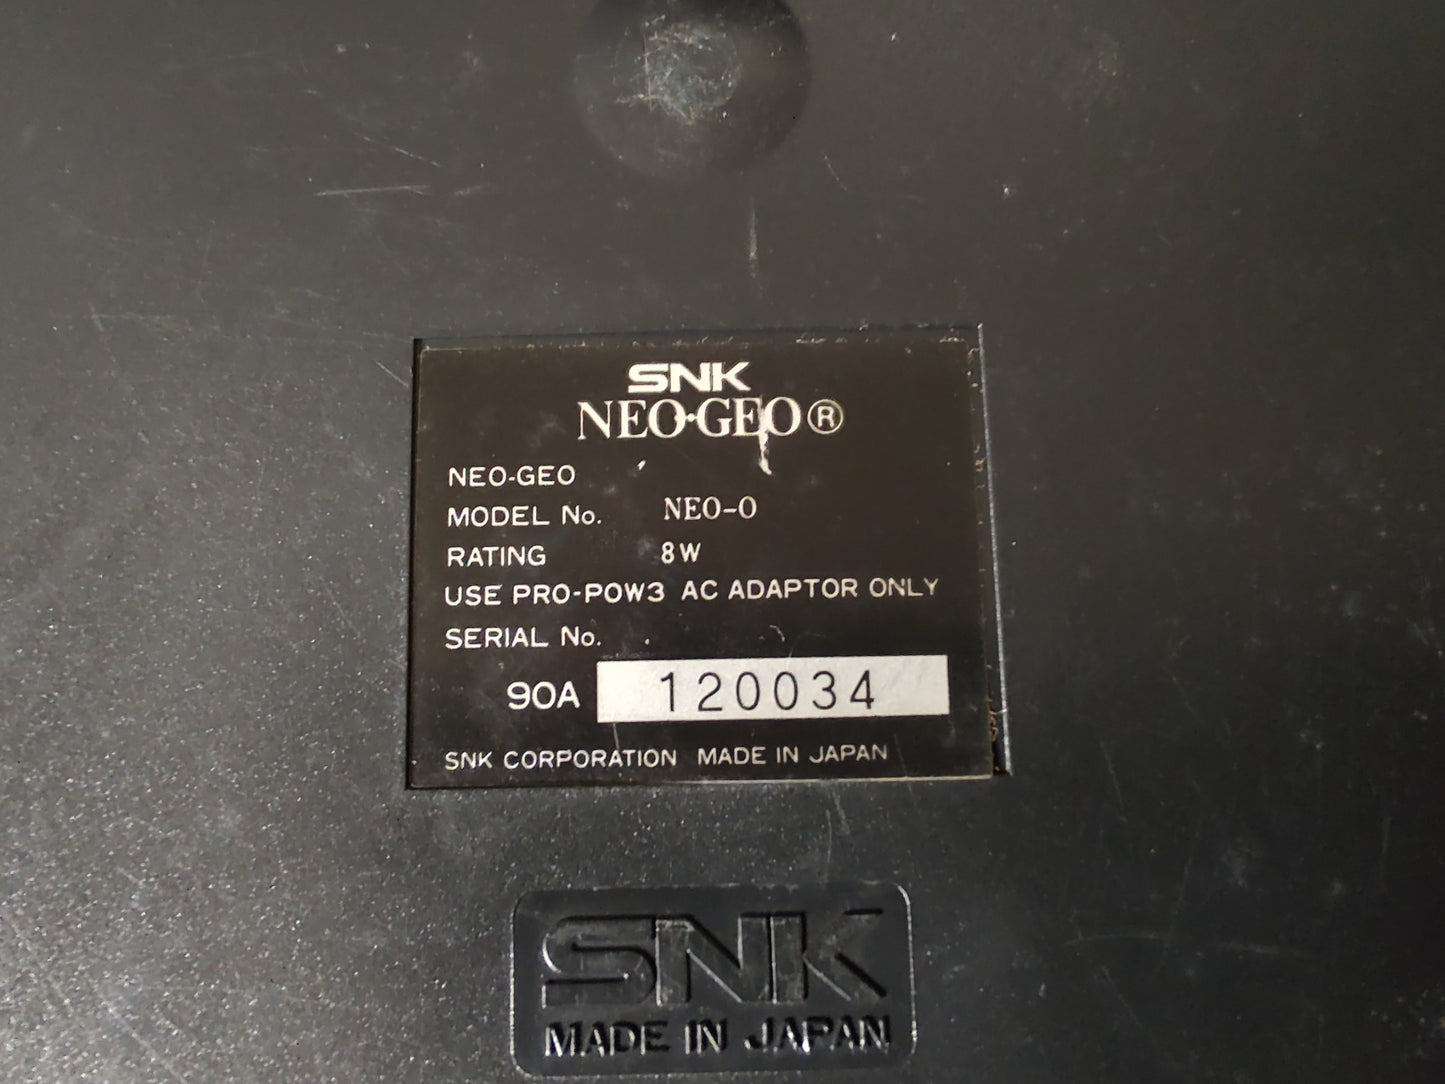 SNK
NEO·GEO®
NEO-GEO
MODEL No. NEO-0
RATING 8W
USE PRO-POW3 AC ADAPTOR ONLY
SERIAL No.
90A 120034
SNK CORPORATION MADE IN JAPAN
SNK
MADE IN JAPAN